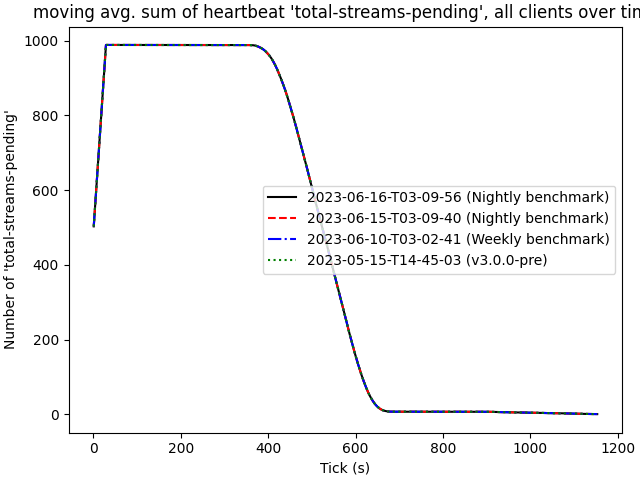 moving avg. sum of heartbeat 'total-streams-pending', all clients over tim
1000
800
600
400
200
0
Number of 'total-streams-pending'
2023-06-16-T03-09-56 (Nightly benchmark)
2023-06-15-T03-09-40 (Nightly benchmark)
2023-06-10-T03-02-41 (Weekly benchmark)
2023-05-15-T14-45-03 (v3.0.0-pre)
0 200 400 600 800 1000 1200
Tick (s)